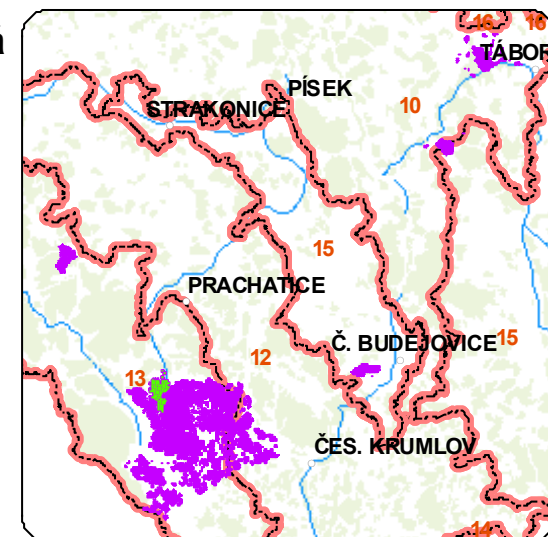 16 16
á
TÁBOR
PÍSEK
STRAKONICE
10
15
PRACHATICE
Č. BUDĚJOVICE
15
12
13
ČES. KRUMLOV
14